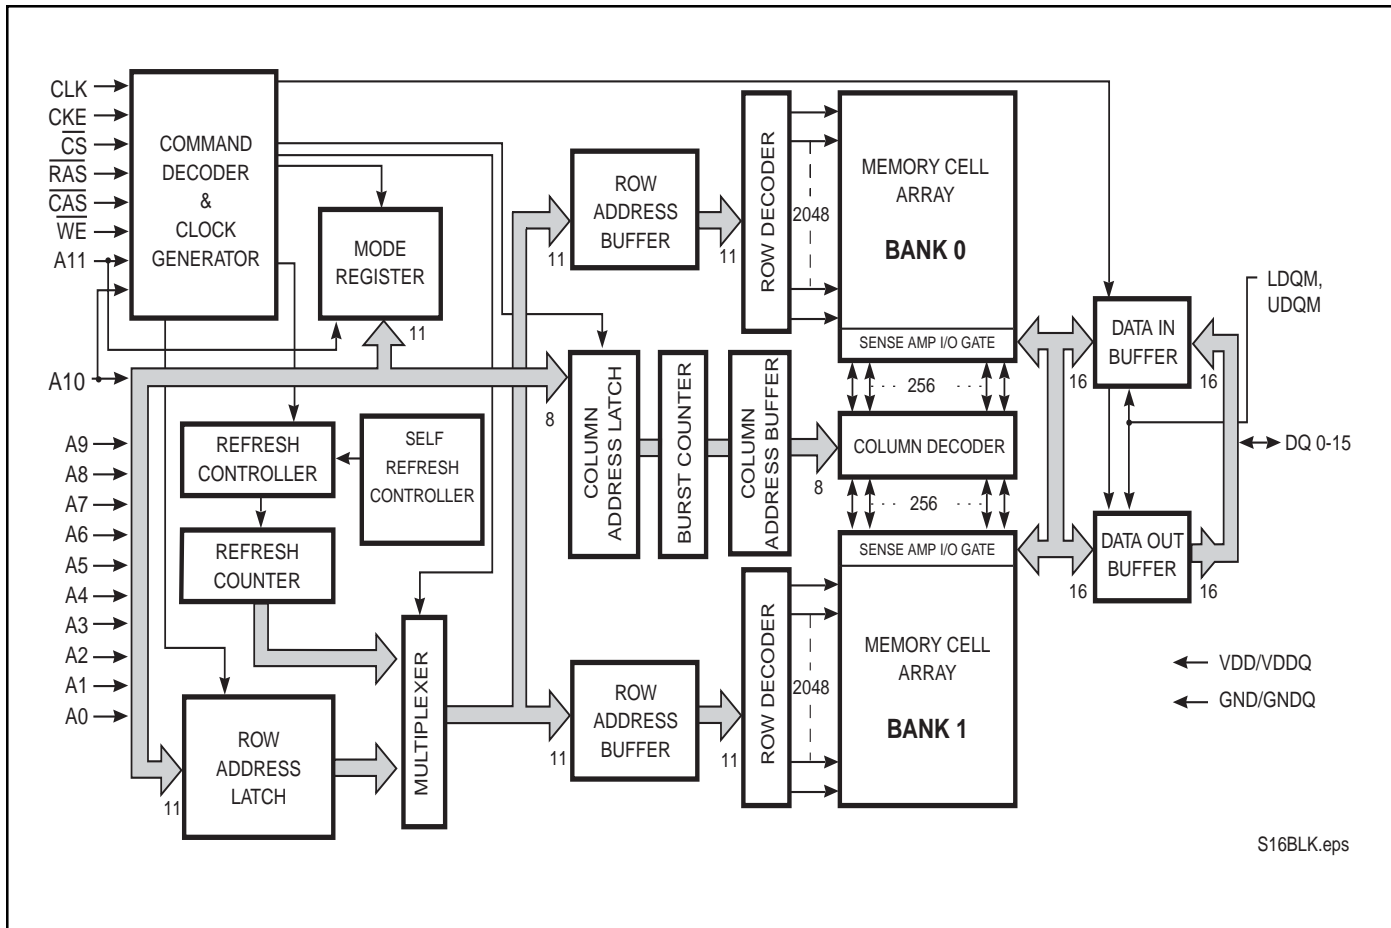 CLK
CKE
CS
RAS
CAS
WE
A11
A10
A9
A8
A7
A6
A5
A4
A3
A2
A1
A0
COMMAND
DECODER
&
CLOCK
GENERATOR
MODE
REGISTER
11
REFRESH
CONTROLLER
SELF
REFRESH
CONTROLLER
REFRESH
COUNTER
ROW
ADDRESS
LATCH
11
MULTIPLEXER
ROW
ADDRESS
BUFFER
11
11
ROW DECODER
2048
MEMORY CELL
ARRAY
BANK 0
SENSE AMP I/O GATE
256
COLUMN
ADDRESS LATCH
8
BURST COUNTER
COLUMN
ADDRESS BUFFER
8
COLUMN DECODER
256
SENSE AMP I/O GATE
MEMORY CELL
ARRAY
BANK 1
ROW
ADDRESS
BUFFER
11
11
ROW DECODER
2048
LDQM,
UDQM
DATA IN
BUFFER
16
16
DQ 0-15
DATA OUT
BUFFER
16
16
VDD/VDDQ
GND/GNDQ
S16BLK.eps